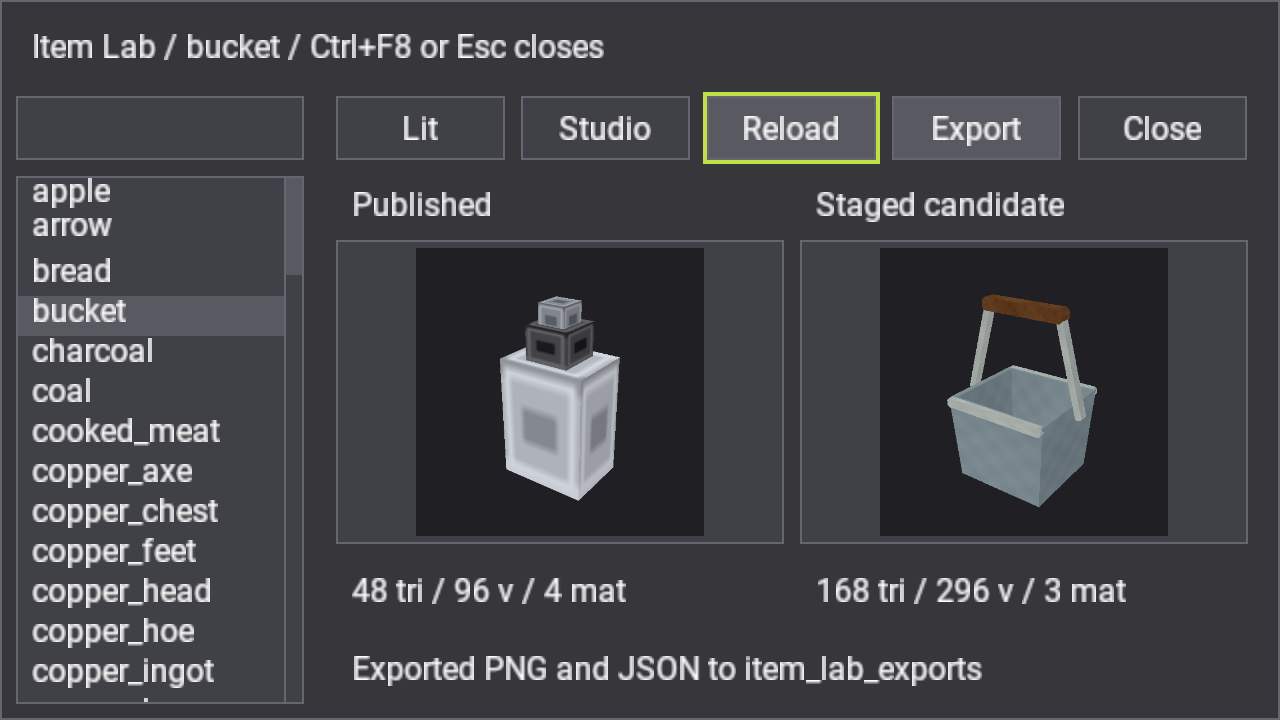 Item Lab / bucket / Ctrl+F8 or Esc closes
Lit
Studio
Reload
Export
Close
apple
arrow
bread
bucket
charcoal
coal
cooked_meat
copper_axe
copper_chest
copper_feet
copper_head
copper_hoe
copper_ingot
Published
Staged candidate
48 tri / 96 v / 4 mat
168 tri / 296 v / 3 mat
Exported PNG and JSON to item_lab_exports